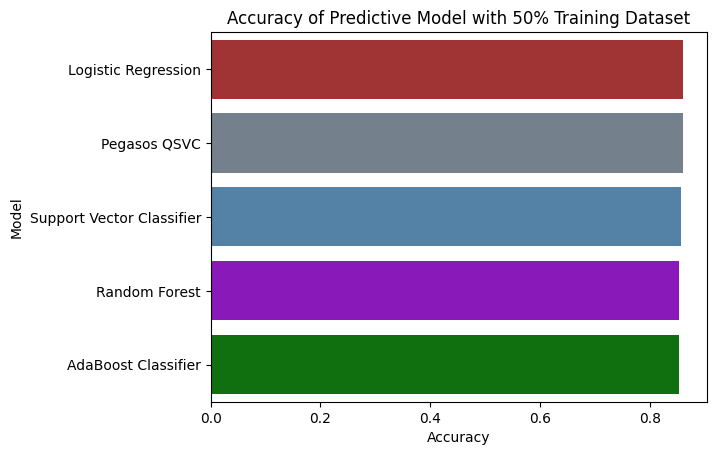 Accuracy of Predictive Model with 50% Training Dataset
Model
Logistic Regression
Pegasos QSVC
Support Vector Classifier
Random Forest
AdaBoost Classifier
0.0 0.2 0.4 0.6 0.8
Accuracy